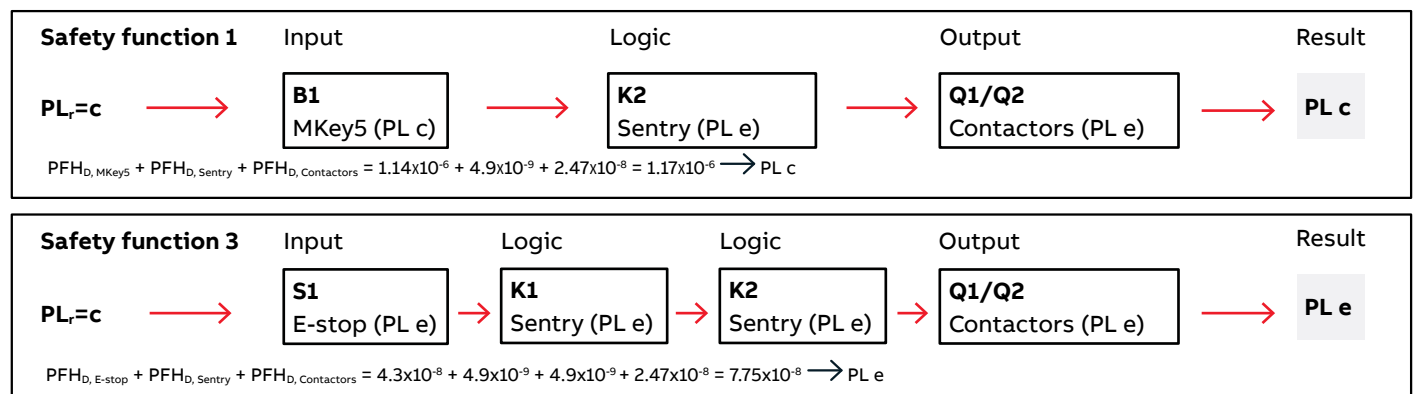 Safety function 1 Input Logic Output Result
PLr=c B1 K2 Q1/Q2 PL c
MKey5 (PL c) Sentry (PL e) Contactors (PL e)
PFHD, MKey5 + PFHD, Sentry + PFHD, Contactors = 1.14x10-6 + 4.9x10-9 + 2.47x10-8 = 1.17x10-6 → PL c
Safety function 3 Input Logic Logic Output Result
PLr=c S1 K1 K2 Q1/Q2 PL e
E-stop (PL e) Sentry (PL e) Sentry (PL e) Contactors (PL e)
PFHD, E-stop + PFHD, Sentry + PFHD, Contactors = 4.3x10-8 + 4.9x10-9 + 4.9x10-9 + 2.47x10-8 = 7.75x10-8 → PL e